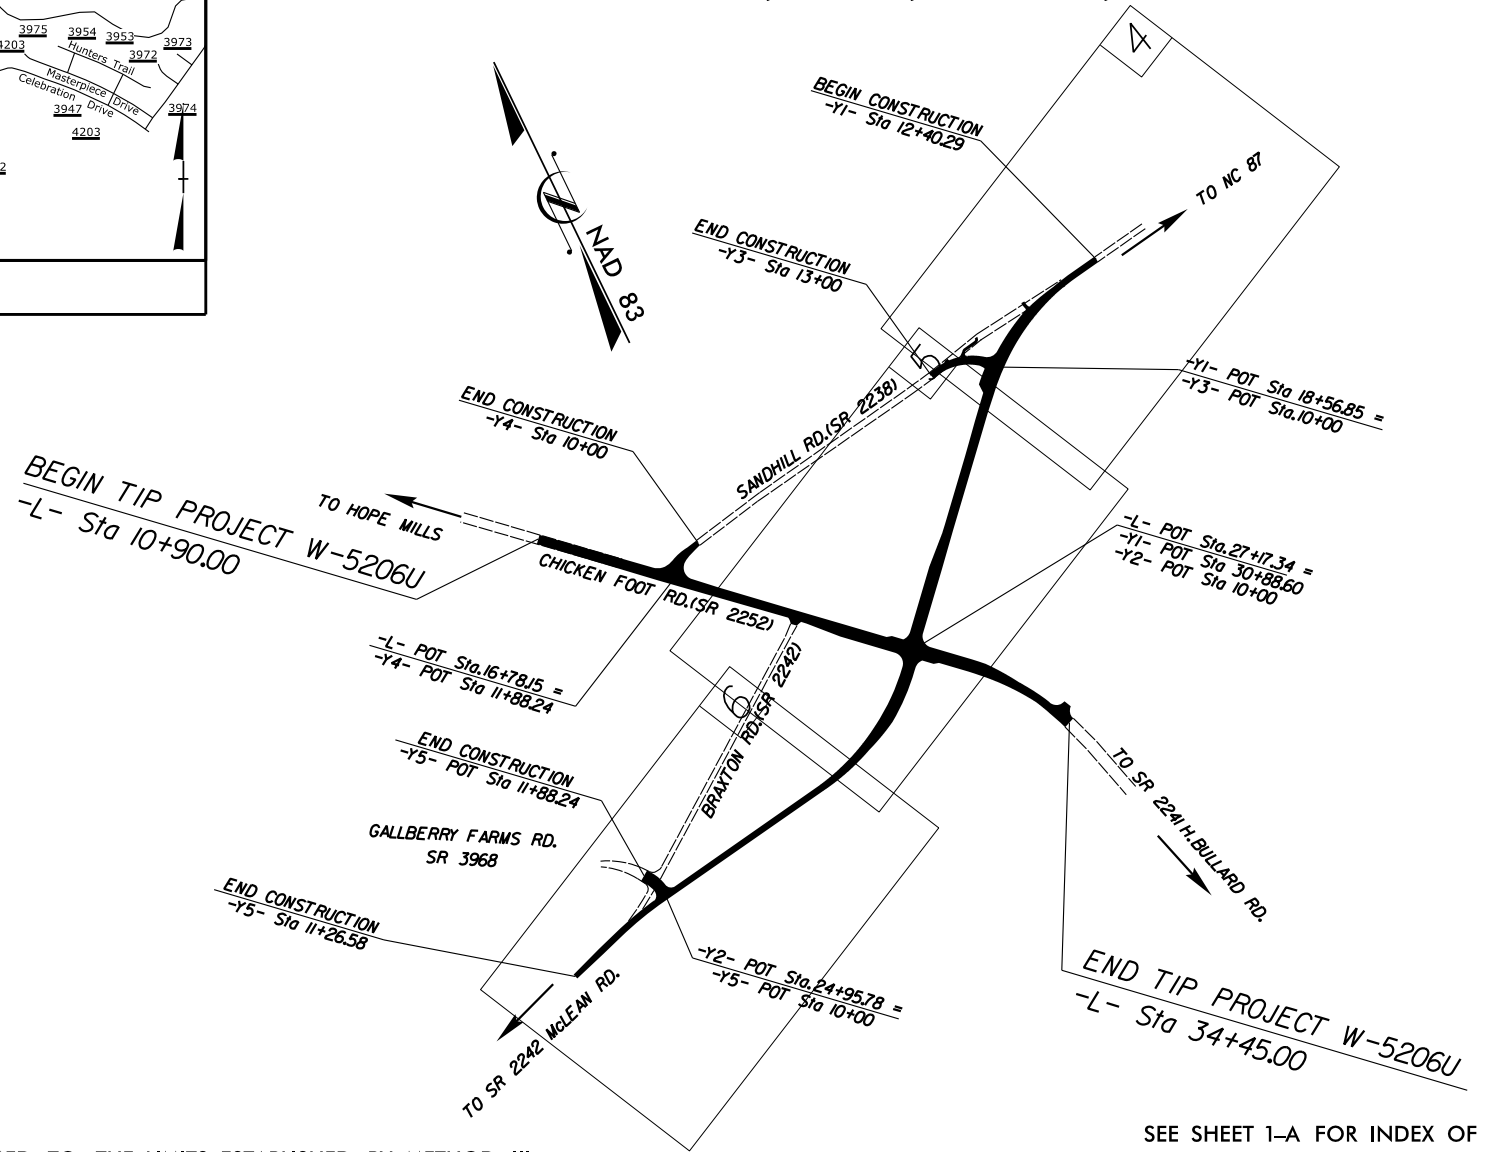 3975
3954
3953
3973
4203
3972
Hunters Trail
Masterpiece Drive
Celebration Drive
3947
3974
4203
2
4
BEGIN CONSTRUCTION
-Y1- Sta 12+40.29
TO NC 87
NAD 83
END CONSTRUCTION
-Y3- Sta 13+00
5
-Y1- POT Sta 18+56.85 =
-Y3- POT Sta.10+00
SANDHILL RD.(SR 2238)
END CONSTRUCTION
-Y4- Sta 10+00
BEGIN TIP PROJECT W-5206U
-L- Sta 10+90.00
TO HOPE MILLS
CHICKEN FOOT RD.(SR 2252)
-L- POT Sta.27+17.34 =
-Y1- POT Sta 30+88.60
-Y2- POT Sta 10+00
-L- POT Sta.16+78.15 =
-Y4- POT Sta 11+88.24
6
BRAXTON RD.(SR 2242)
END CONSTRUCTION
-Y5- POT Sta 11+88.24
GALLBERRY FARMS RD.
SR 3968
TO SR 2241 H.BULLARD RD.
END CONSTRUCTION
-Y5- Sta 11+26.58
-Y2- POT Sta.24+95.78 =
-Y5- POT Sta 10+00
END TIP PROJECT W-5206U
-L- Sta 34+45.00
TO SR 2242 McLEAN RD.
SEE SHEET 1-A FOR INDEX OF